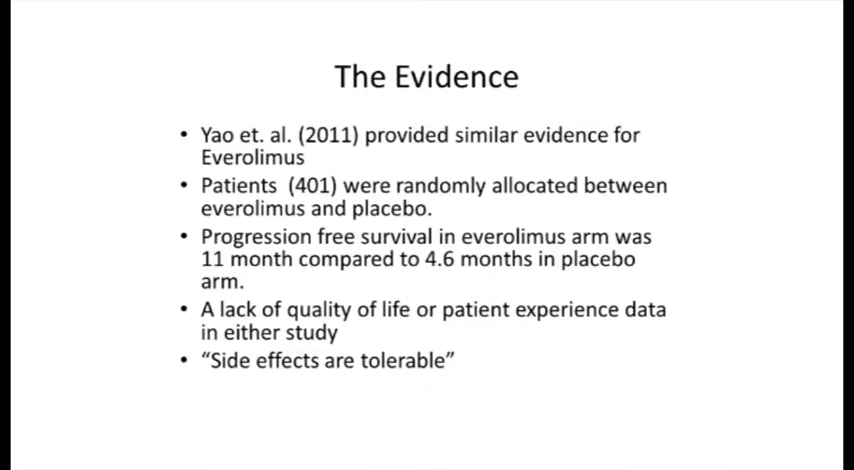 The Evidence
• Yao et. al. (2011) provided similar evidence for
Everolimus
• Patients (401) were randomly allocated between
everolimus and placebo.
• Progression free survival in everolimus arm was
11 month compared to 4.6 months in placebo
arm.
• A lack of quality of life or patient experience data
in either study
• “Side effects are tolerable”